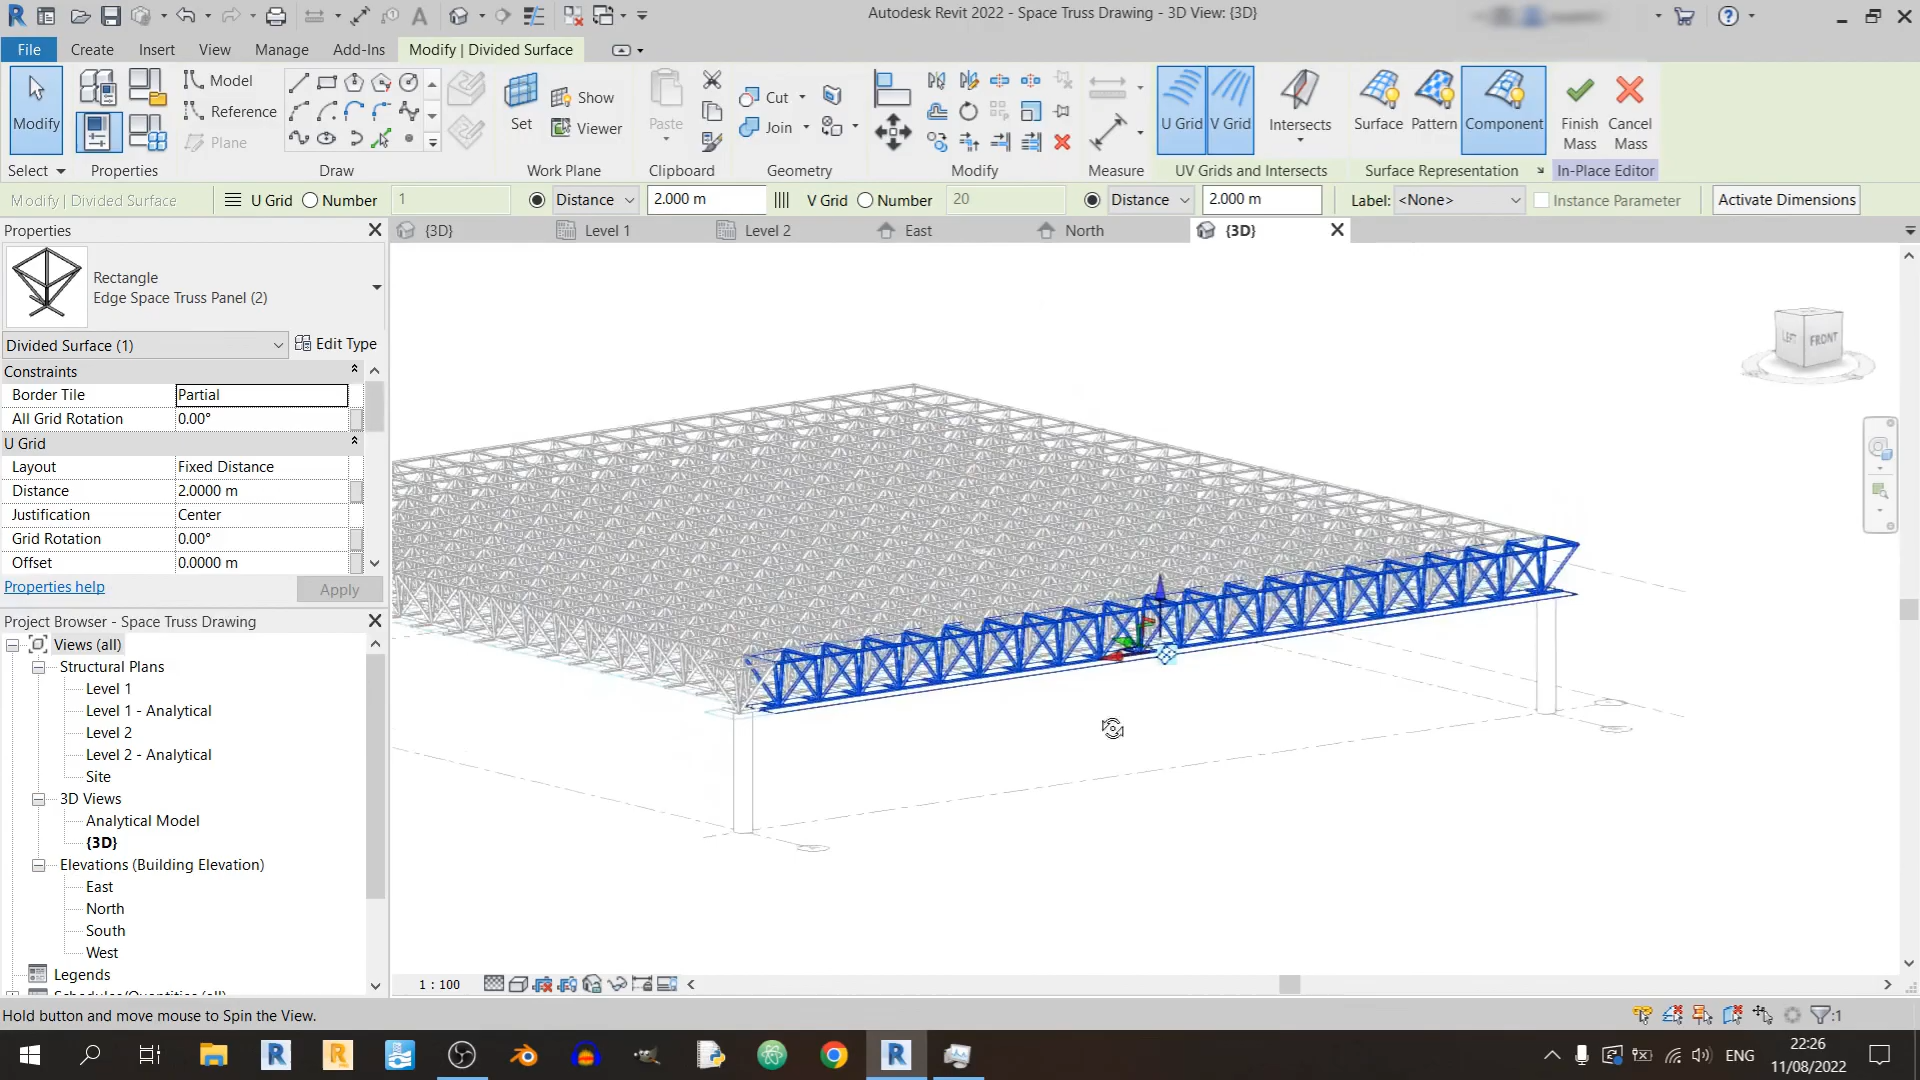 Autodesk Revit 2022 - Space Truss Drawing - 3D View: {3D}
File Create Insert View Manage Add-Ins Modify | Divided Surface
Modify
Select
Properties
Model
Reference
Plane
Draw
Set
Show
Viewer
Work Plane
Paste
Clipboard
Cut
Join
Geometry
Modify
Measure
U Grid V Grid Intersects
UV Grids and Intersects
Surface Pattern Component
Surface Representation
Finish Mass
Cancel Mass
In-Place Editor
Modify | Divided Surface U Grid Number 1 Distance 2.000 m V Grid Number 20 Distance 2.000 m Label: <None> Instance Parameter Activate Dimensions
Properties
{3D} Level 1 Level 2 East North {3D}
Rectangle
Edge Space Truss Panel (2)
Divided Surface (1) Edit Type
Constraints
Border Tile Partial
All Grid Rotation 0.00°
U Grid
Layout Fixed Distance
Distance 2.0000 m
Justification Center
Grid Rotation 0.00°
Offset 0.0000 m
Properties help Apply
Project Browser - Space Truss Drawing
Views (all)
Structural Plans
Level 1
Level 1 - Analytical
Level 2
Level 2 - Analytical
Site
3D Views
Analytical Model
{3D}
Elevations (Building Elevation)
East
North
South
West
Legends
Schedules/Quantities (all)
LEFT FRONT
1 : 100
Hold button and move mouse to Spin the View.
:1
ENG
22:26
11/08/2022